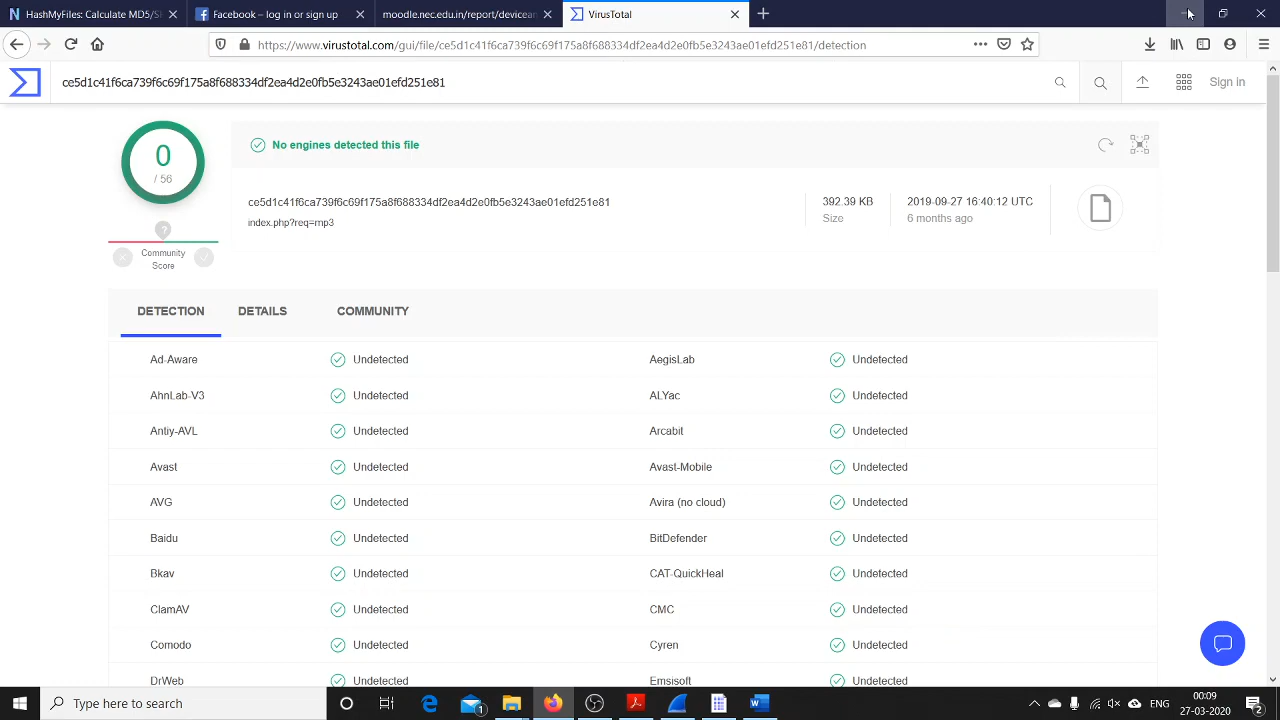 HashMyFiles: Calculate MD5/SH
Facebook – log in or sign up
moodle.nec.edu.in/report/devicean
VirusTotal
https://www.virustotal.com/gui/file/ce5d1c41f6ca739f6c69f175a8f688334df2ea4d2e0fb5e3243ae01efd251e81/detection
ce5d1c41f6ca739f6c69f175a8f688334df2ea4d2e0fb5e3243ae01efd251e81
Sign in
0
/ 56
No engines detected this file
ce5d1c41f6ca739f6c69f175a8f688334df2ea4d2e0fb5e3243ae01efd251e81
index.php?req=mp3
392.39 KB
Size
2019-09-27 16:40:12 UTC
6 months ago
?
Community
Score
DETECTION
DETAILS
COMMUNITY
Ad-Aware Undetected AegisLab Undetected
AhnLab-V3 Undetected ALYac Undetected
Antiy-AVL Undetected Arcabit Undetected
Avast Undetected Avast-Mobile Undetected
AVG Undetected Avira (no cloud) Undetected
Baidu Undetected BitDefender Undetected
Bkav Undetected CAT-QuickHeal Undetected
ClamAV Undetected CMC Undetected
Comodo Undetected Cyren Undetected
DrWeb Undetected Emsisoft Undetected
Type here to search
1
ENG
00:09
27-03-2020
2